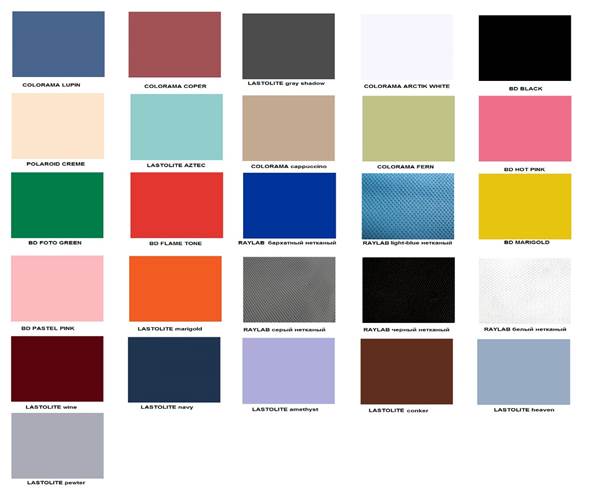 COLORAMA LUPIN
COLORAMA COPER
LASTOLITE gray shadow
COLORAMA ARCTIK WHITE
BD BLACK
POLAROID CREME
LASTOLITE AZTEC
COLORAMA cappuccino
COLORAMA FERN
BD HOT PINK
BD FOTO GREEN
BD FLAME TONE
RAYLAB бархатный нетканый
RAYLAB light-blue нетканый
BD MARIGOLD
BD PASTEL PINK
LASTOLITE marigold
RAYLAB серый нетканый
RAYLAB черный нетканый
RAYLAB белый нетканый
LASTOLITE wine
LASTOLITE navy
LASTOLITE amethyst
LASTOLITE conker
LASTOLITE heaven
LASTOLITE pewter